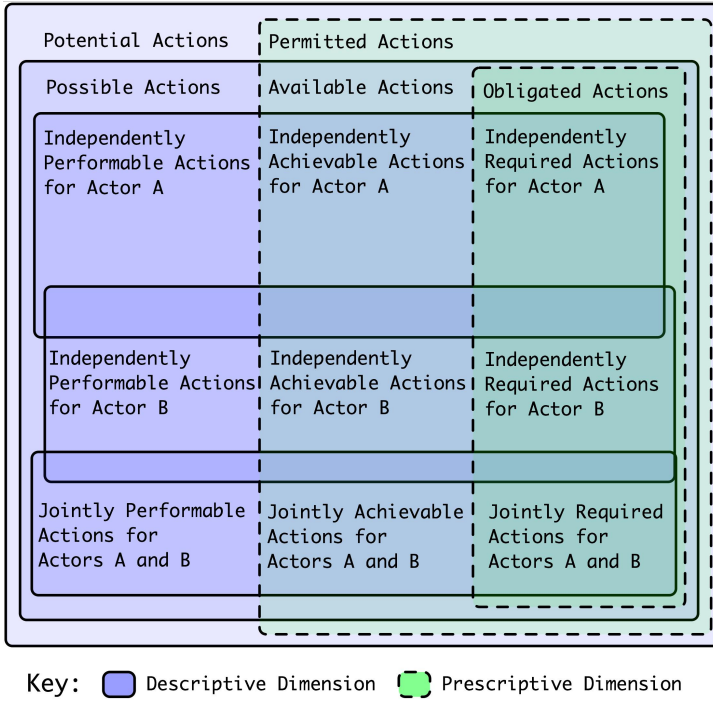 Potential Actions
Permitted Actions
Possible Actions
Available Actions
Obligated Actions
Independently
Performable Actions
for Actor A
Independently
Achievable Actions
for Actor A
Independently
Required Actions
for Actor A
Independently
Performable Actions
for Actor B
Independently
Achievable Actions
for Actor B
Independently
Required Actions
for Actor B
Jointly Performable
Actions for
Actors A and B
Jointly Achievable
Actions for
Actors A and B
Jointly Required
Actions for
Actors A and B
Key:
Descriptive Dimension
Prescriptive Dimension